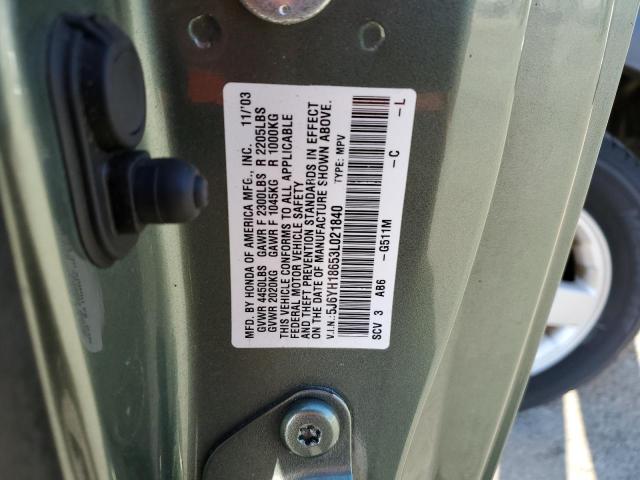 MFD. BY HONDA OF AMERICA MFG., INC. 11/'03
GVWR 4450LBS GAWR F 2300LBS R 2205LBS
GVWR 2020KG GAWR F 1045KG R 1000KG
THIS VEHICLE CONFORMS TO ALL APPLICABLE
FEDERAL MOTOR VEHICLE SAFETY
AND THEFT PREVENTION STANDARDS IN EFFECT
ON THE DATE OF MANUFACTURE SHOWN ABOVE.
V.I.N.: 5J6YH18653L021840 TYPE: MPV
SCV 3 AB6 -G511M -C -L